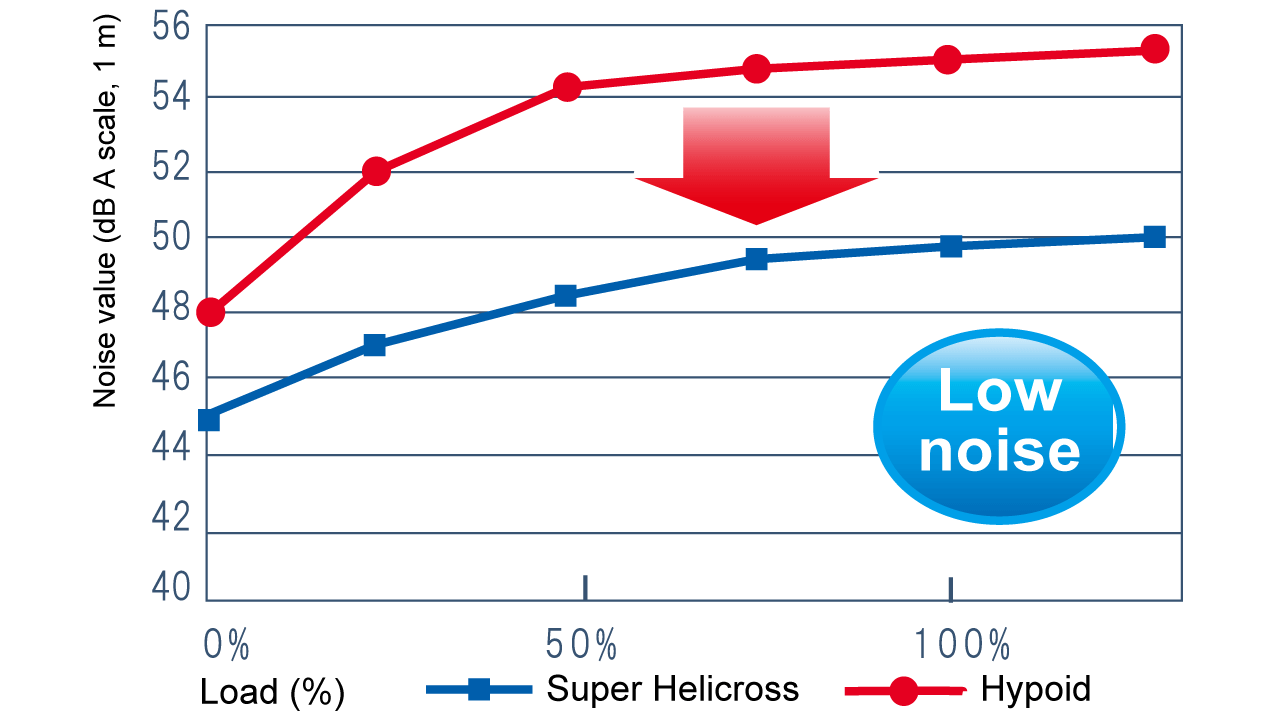 Noise value (dB A scale, 1 m)
56
54
52
50
48
46
44
42
40
Low
noise
0% 50% 100%
Load (%) Super Helicross Hypoid